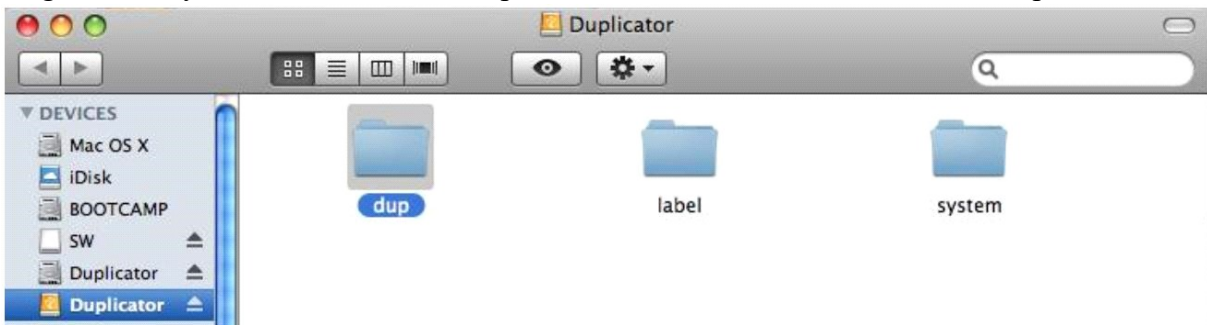 Duplicator
DEVICES
Mac OS X
iDisk
BOOTCAMP
SW
Duplicator
Duplicator
dup
label
system